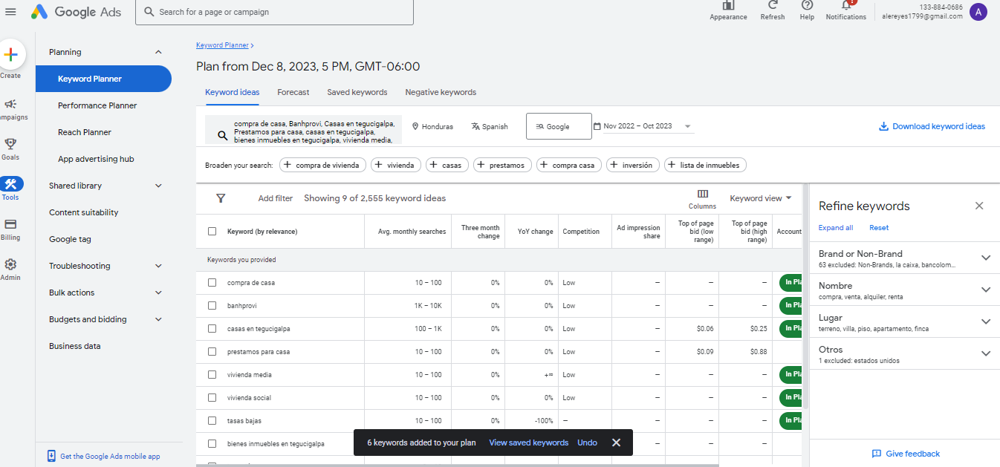 Google Ads
Search for a page or campaign
Appearance
Refresh
Help
Notifications
133-884-0686
alereyes1799@gmail.com
A
Create
mpaigns
Goals
Tools
Billing
Admin
Planning
Keyword Planner
Performance Planner
Reach Planner
App advertising hub
Shared library
Content suitability
Google tag
Troubleshooting
Bulk actions
Budgets and bidding
Business data
Get the Google Ads mobile app
Keyword Planner
Plan from Dec 8, 2023, 5 PM, GMT-06:00
Keyword ideas Forecast Saved keywords Negative keywords
compra de casa, Banhprovi, Casas en tegucigalpa,
Prestamos para casa, casas en tegucigalpa,
bienes inmuebles en tegucigalpa, vivienda media,
Honduras
Spanish
Google
Nov 2022 – Oct 2023
Download keyword ideas
Broaden your search: + compra de vivienda + vivienda + casas + prestamos + compra casa + inversión + lista de inmuebles
Add filter Showing 9 of 2,555 keyword ideas
Columns
Keyword view
Keyword (by relevance) Avg. monthly searches Three month change YoY change Competition Ad impression share Top of page bid (low range) Top of page bid (high range) Account
Keywords you provided
compra de casa 10 – 100 0% 0% Low – – – In Pla
banhprovi 1K – 10K 0% 0% Low – – – In Pla
casas en tegucigalpa 100 – 1K 0% 0% Low – $0.06 $0.25 In Pla
prestamos para casa 10 – 100 0% 0% Low – $0.09 $0.88
vivienda media 10 – 100 0% +∞ Low – – – In Pla
vivienda social 10 – 100 0% 0% Low – – – In Pla
tasas bajas 10 – 100 0% -100% – – – – In Pla
bienes inmuebles en tegucigalpa – – –
6 keywords added to your plan View saved keywords Undo
Refine keywords
Expand all Reset
Brand or Non-Brand
63 excluded: Non-Brands, la caixa, bancolom...
Nombre
compra, venta, alquiler, renta
Lugar
terreno, villa, piso, apartamento, finca
Otros
1 excluded: estados unidos
Give feedback